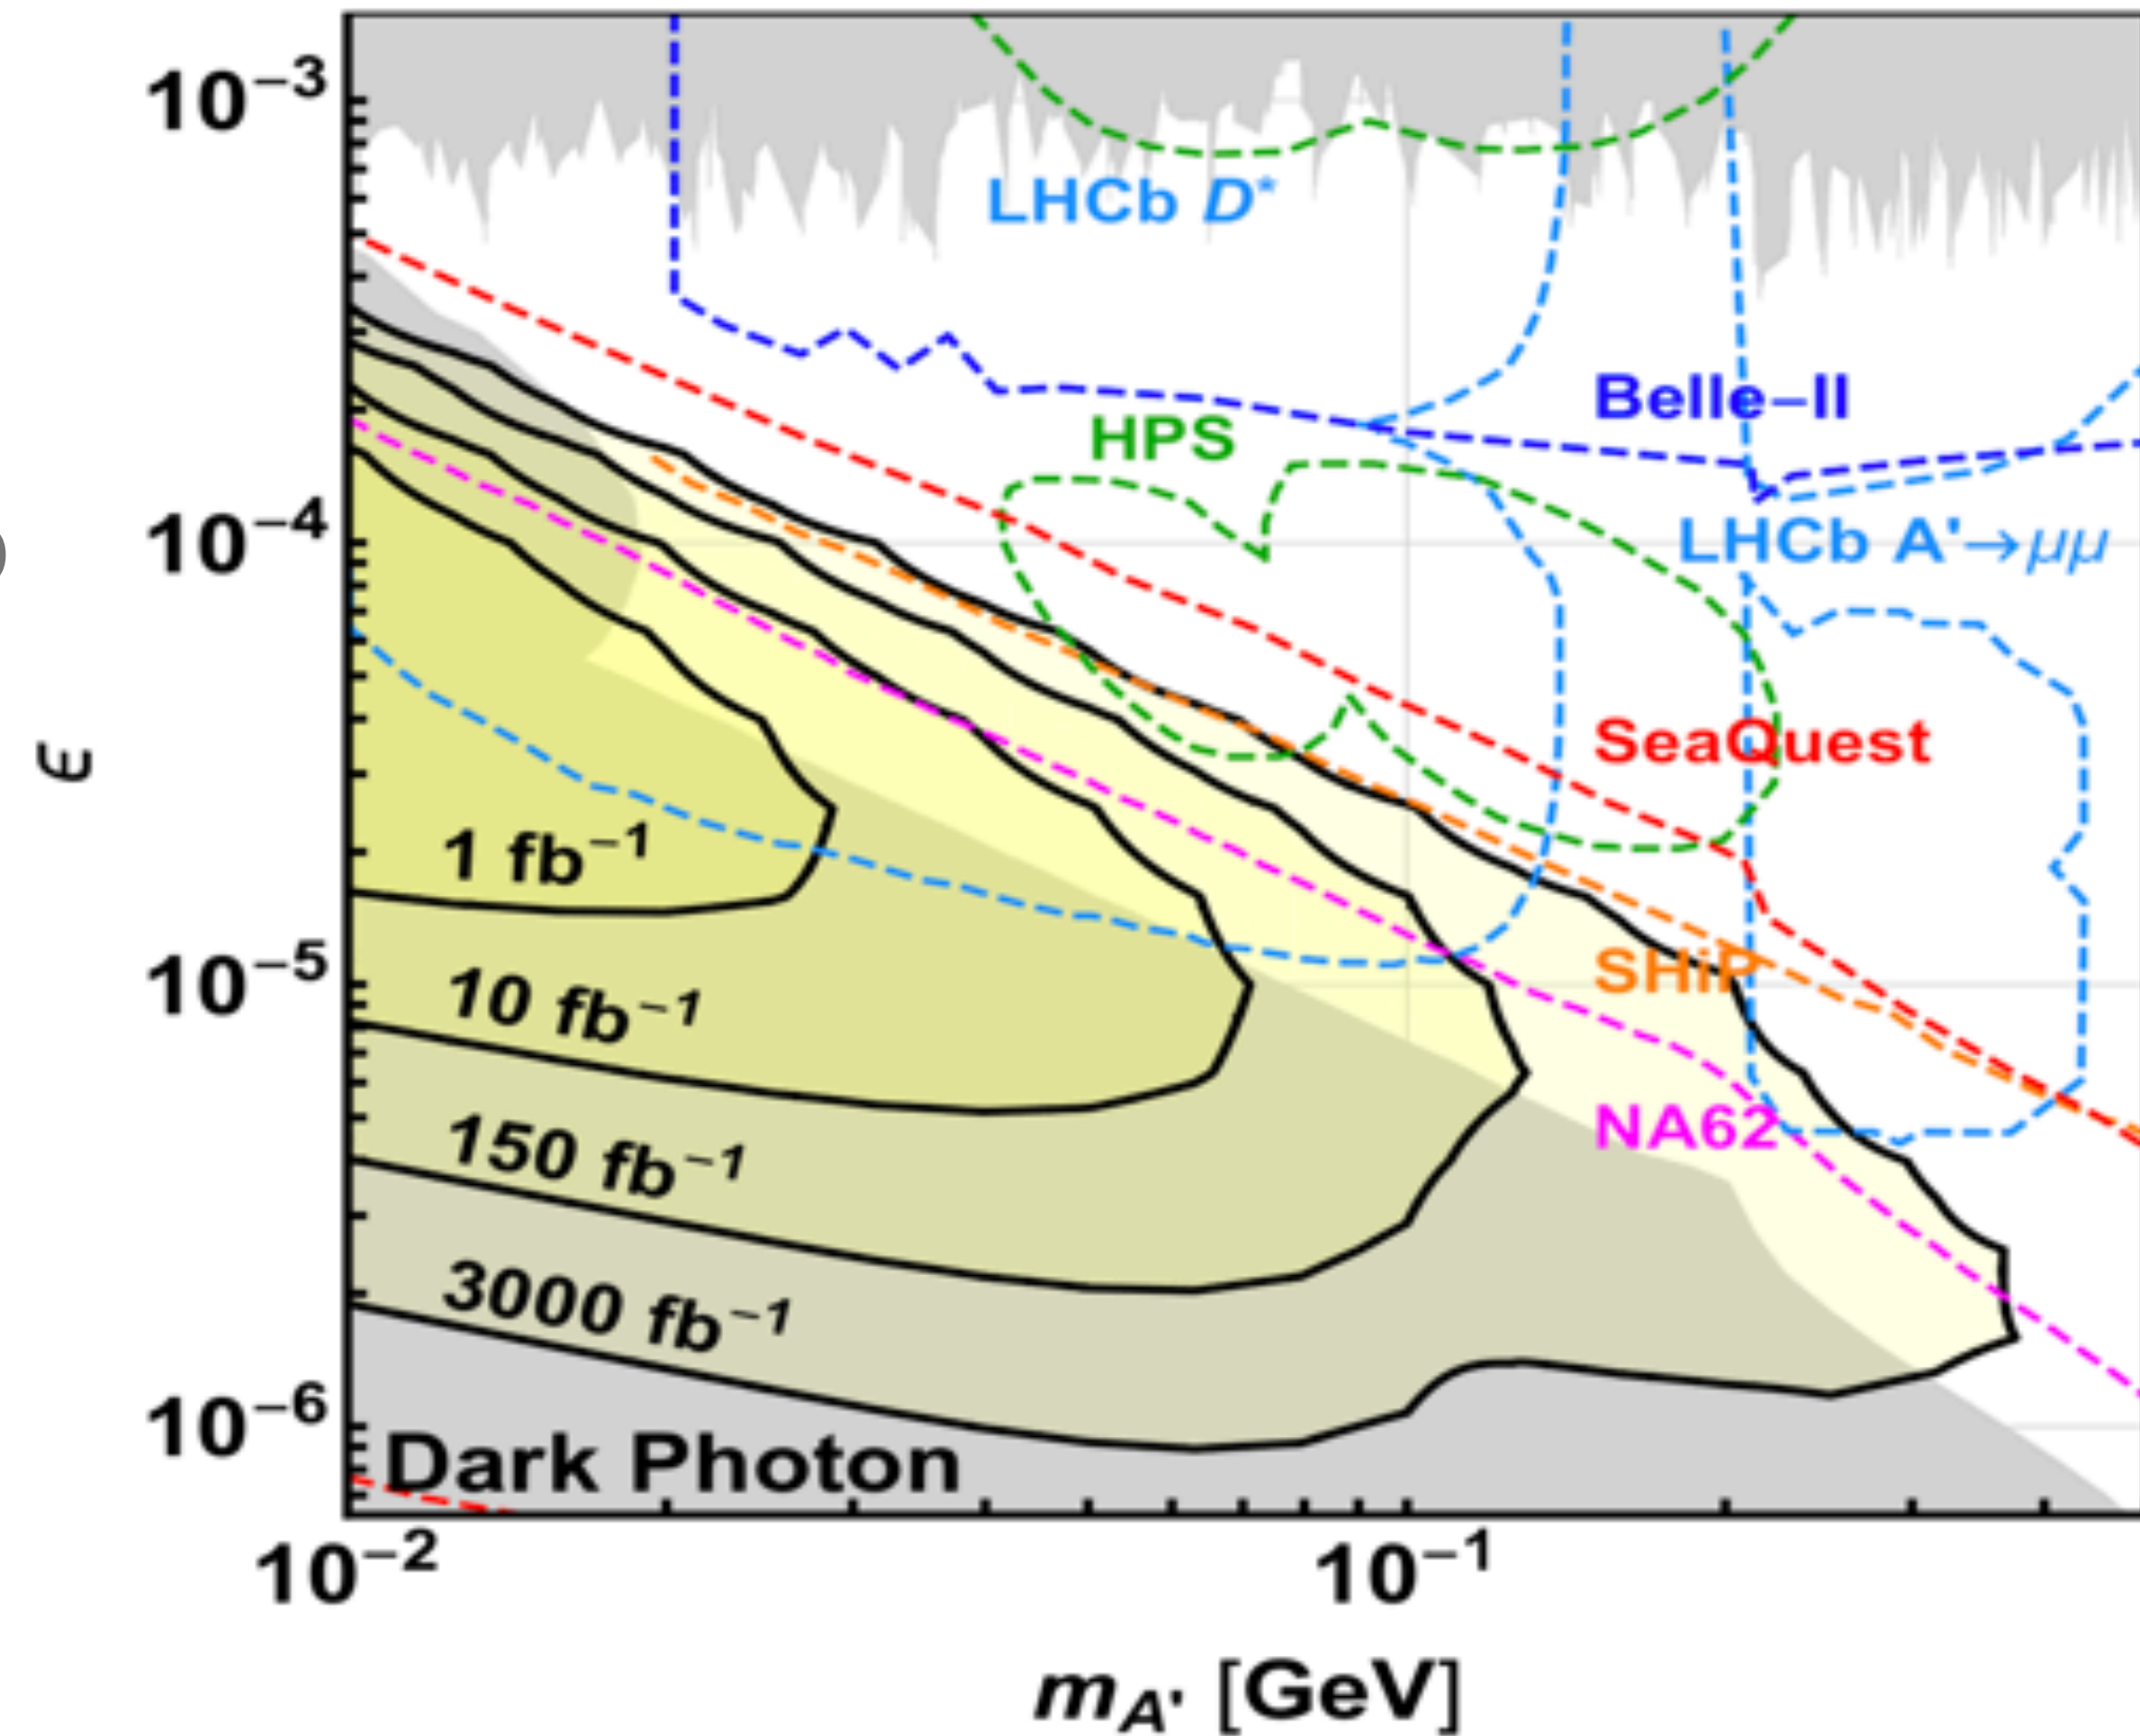 10⁻³
LHCb D*
Belle–II
HPS
10⁻⁴
LHCb A'→μμ
ϵ
SeaQuest
1 fb⁻¹
10⁻⁵
SHiP
10 fb⁻¹
NA62
150 fb⁻¹
3000 fb⁻¹
10⁻⁶
Dark Photon
10⁻² 10⁻¹
m_A' [GeV]